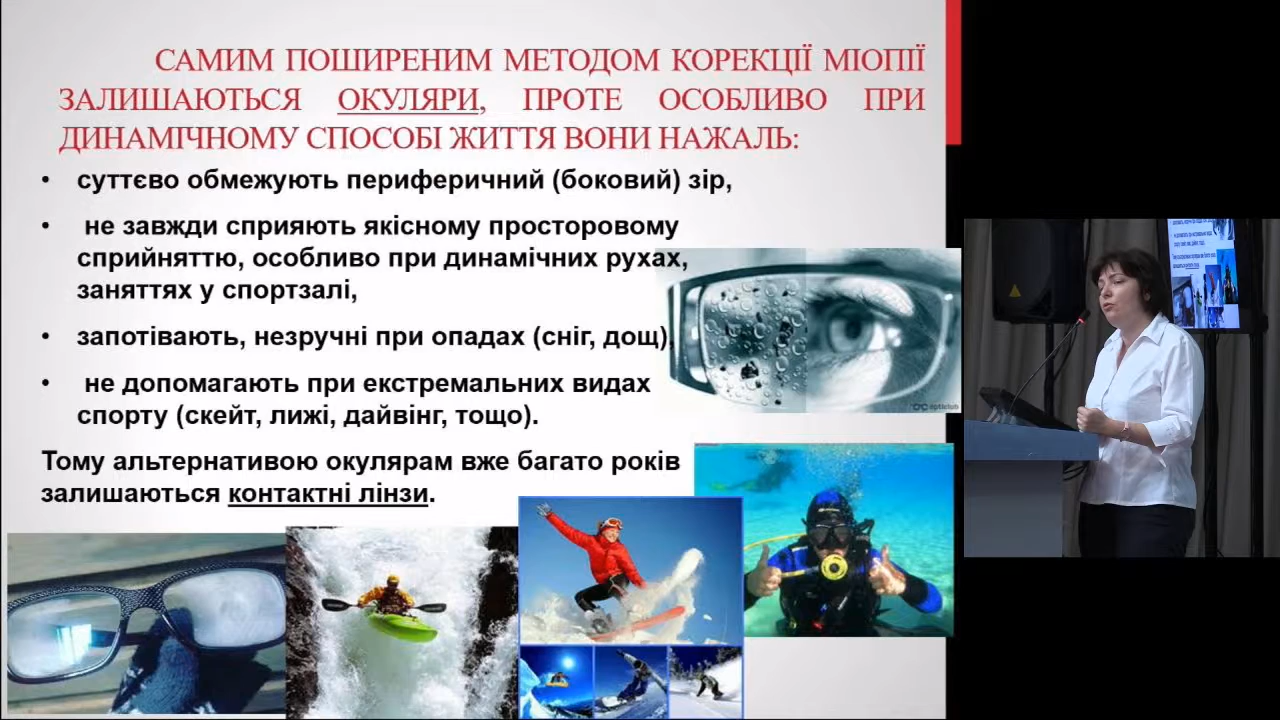 САМИМ ПОШИРЕНИМ МЕТОДОМ КОРЕКЦІЇ МІОПІЇ
ЗАЛИШАЮТЬСЯ ОКУЛЯРИ, ПРОТЕ ОСОБЛИВО ПРИ
ДИНАМІЧНОМУ СПОСОБІ ЖИТТЯ ВОНИ НАЖАЛЬ:
• суттєво обмежують периферичний (боковий) зір,
• не завжди сприяють якісному просторовому
сприйняттю, особливо при динамічних рухах,
заняттях у спортзалі,
• запотівають, незручні при опадах (сніг, дощ),
• не допомагають при екстремальних видах
спорту (скейт, лижі, дайвінг, тощо).
Тому альтернативою окулярам вже багато років
залишаються контактні лінзи.
opticlub